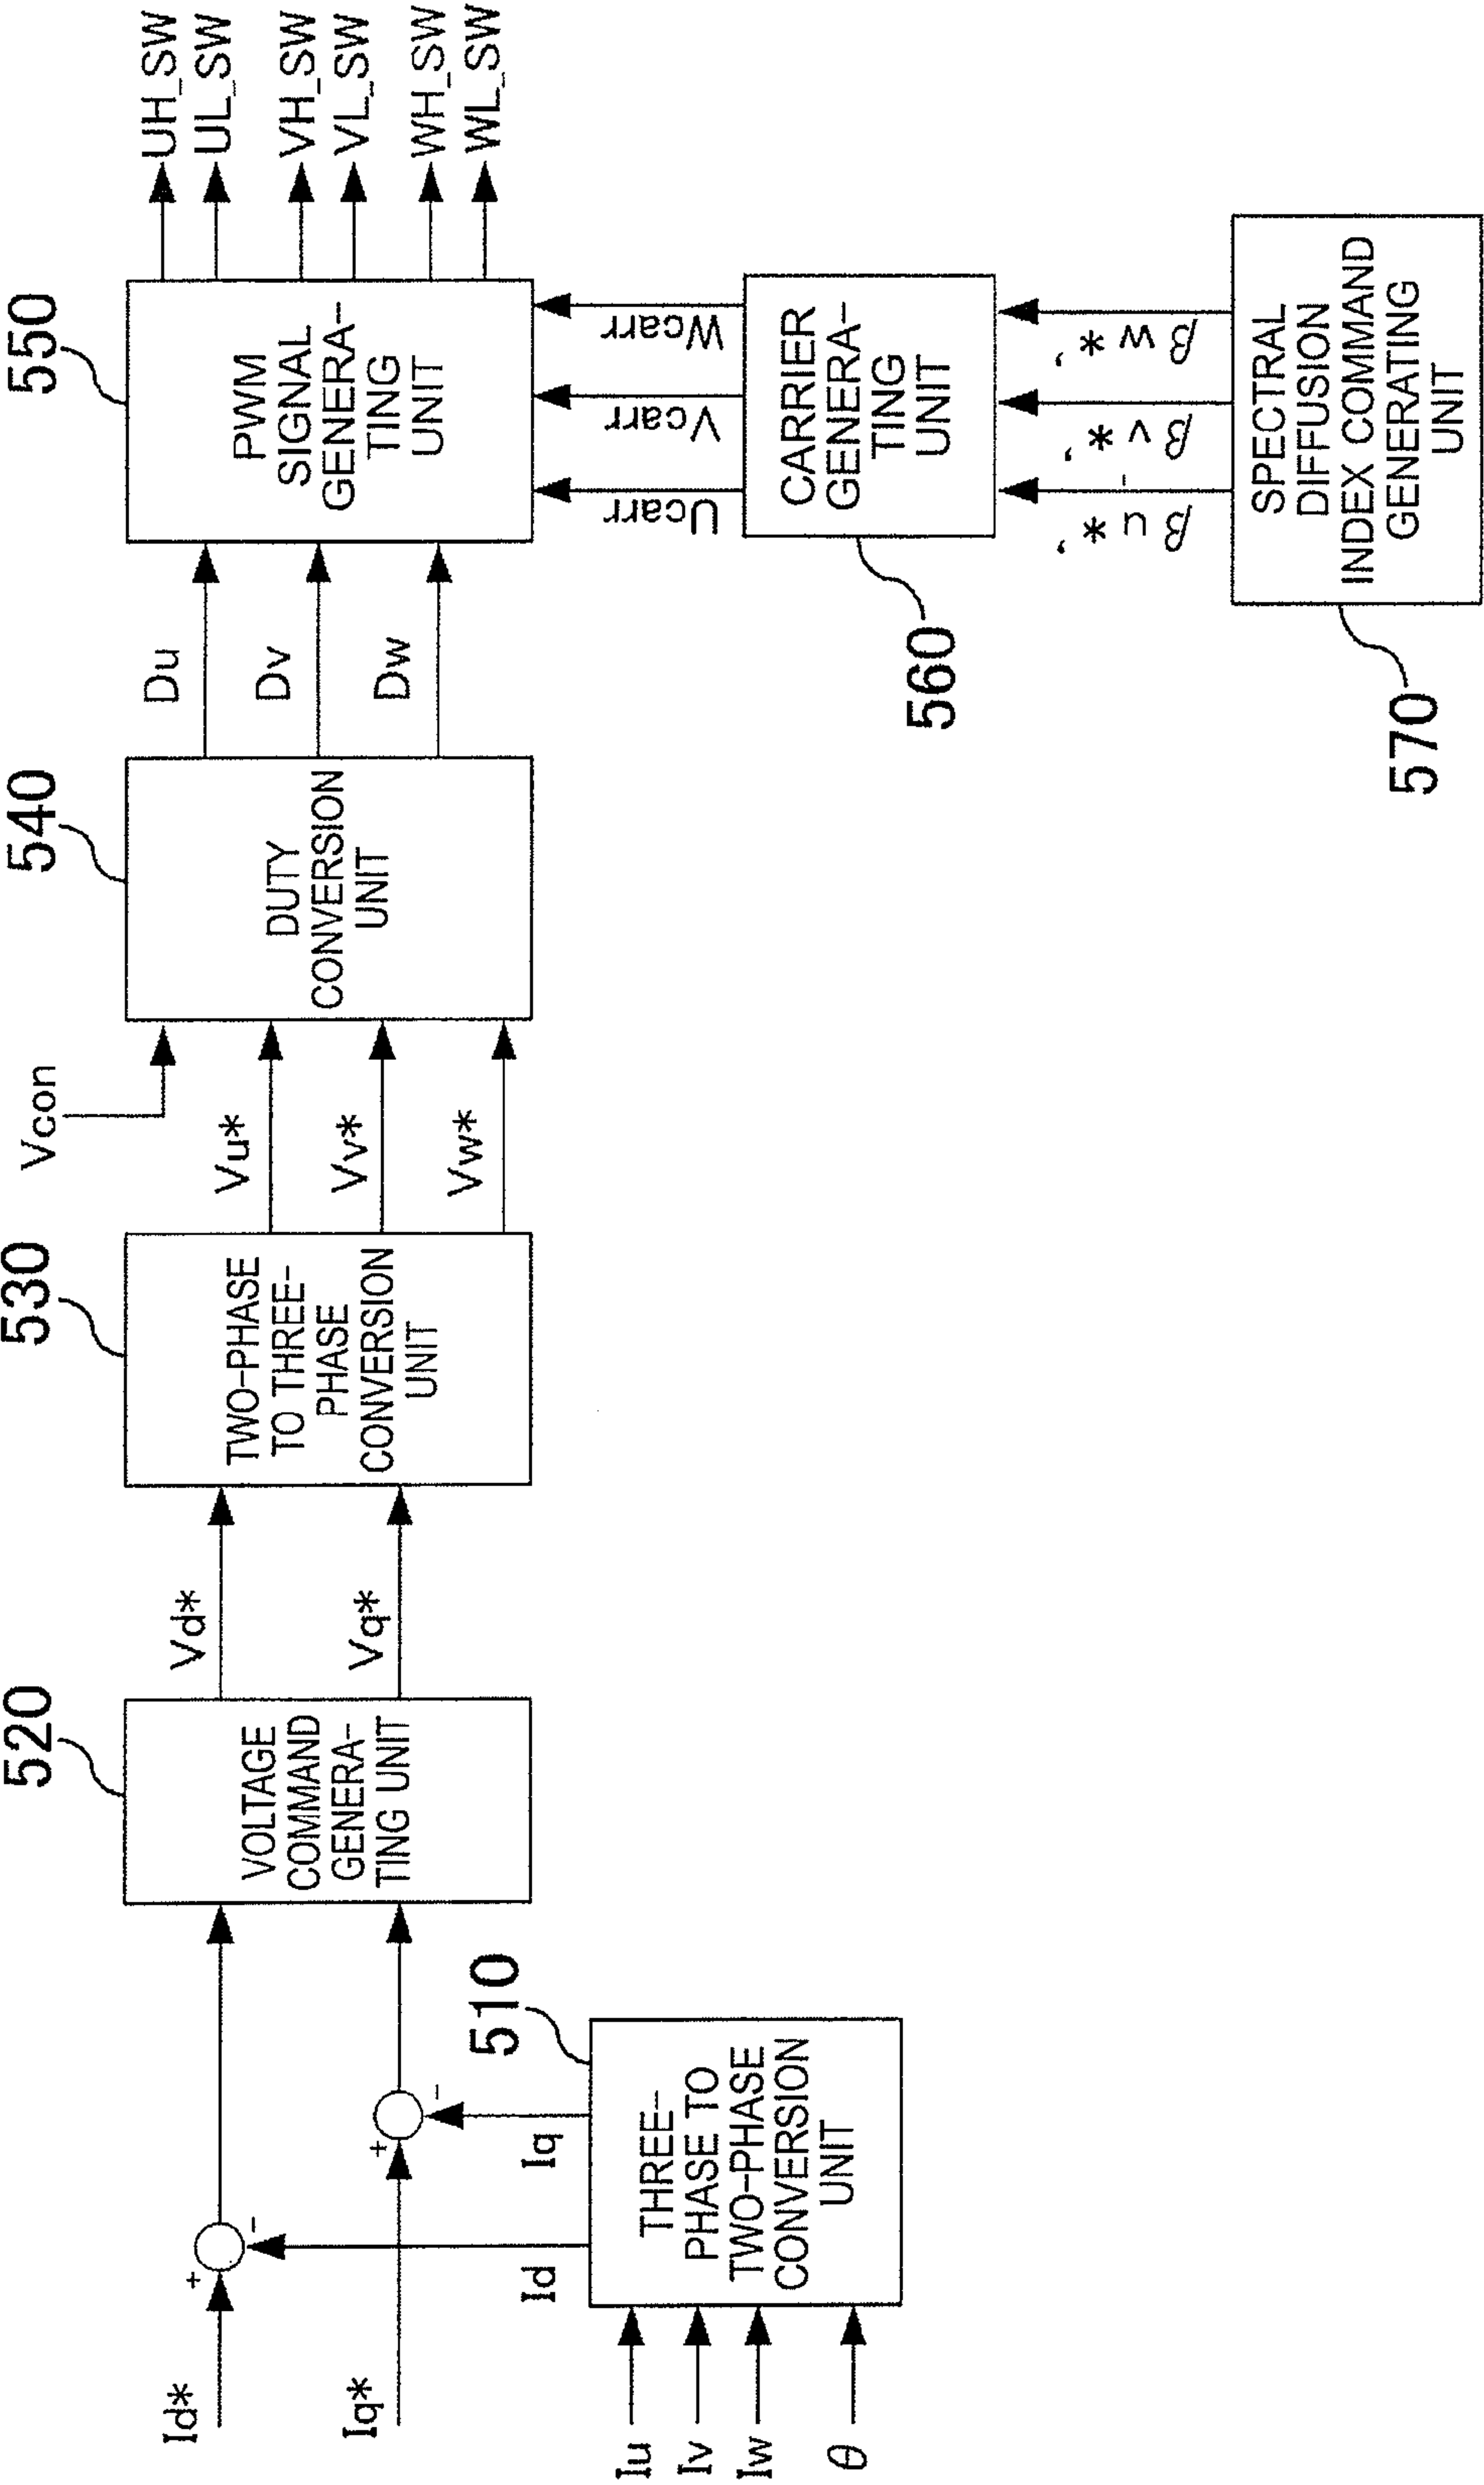 520
530
540
550
Vcon
Id*
+
-
Iq*
+
-
VOLTAGE
COMMAND
GENERA-
TING UNIT
Vd*
Vq*
TWO-PHASE
TO THREE-
PHASE
CONVERSION
UNIT
Vu*
Vv*
Vw*
DUTY
CONVERSION
UNIT
Du
Dv
Dw
PWM
SIGNAL
GENERA-
TING
UNIT
UH_SW
UL_SW
VH_SW
VL_SW
WH_SW
WL_SW
Id
Iq
510
Iu
Iv
Iw
θ
THREE-
PHASE TO
TWO-PHASE
CONVERSION
UNIT
Ucarr
Vcarr
Wcarr
560
CARRIER
GENERA-
TING
UNIT
βu*'
βv*'
βw*'
570
SPECTRAL
DIFFUSION
INDEX COMMAND
GENERATING
UNIT